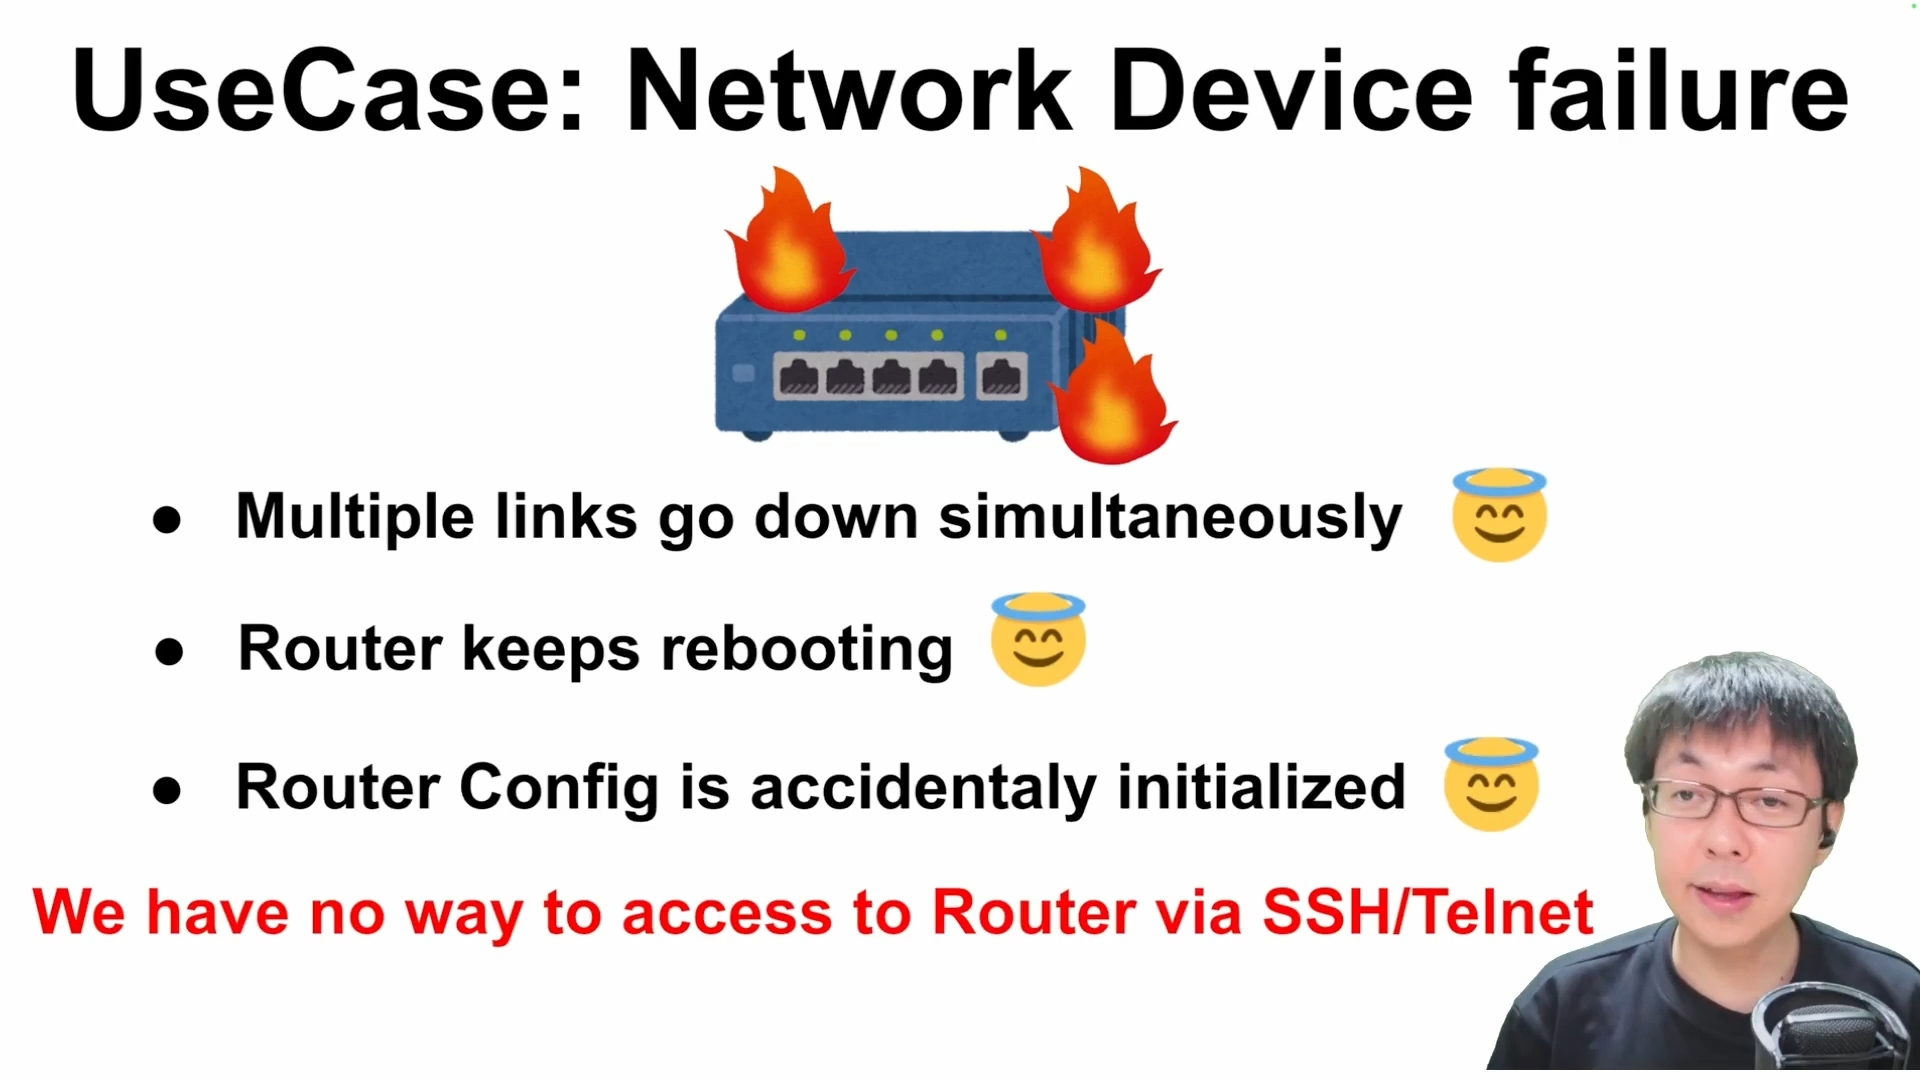 UseCase: Network Device failure
● Multiple links go down simultaneously 😇
● Router keeps rebooting 😇
● Router Config is accidentaly initialized 😇
We have no way to access to Router via SSH/Telnet